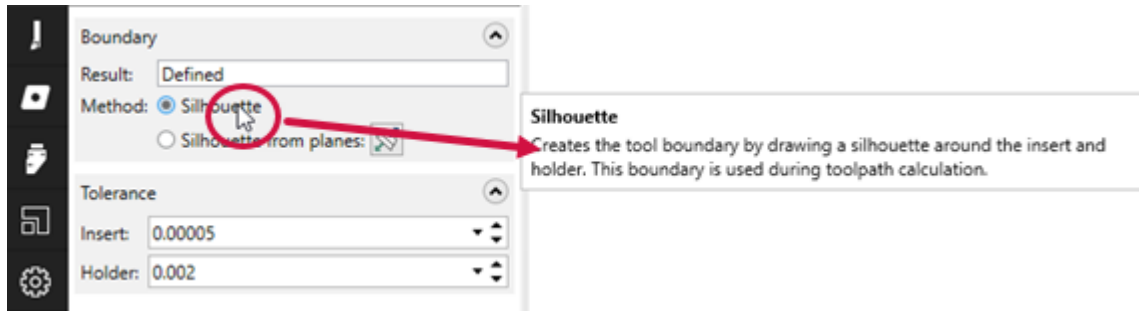 Boundary
Result: Defined
Method: Silhouette
Silhouette from planes:
Tolerance
Insert: 0.00005
Holder: 0.002
Silhouette
Creates the tool boundary by drawing a silhouette around the insert and
holder. This boundary is used during toolpath calculation.